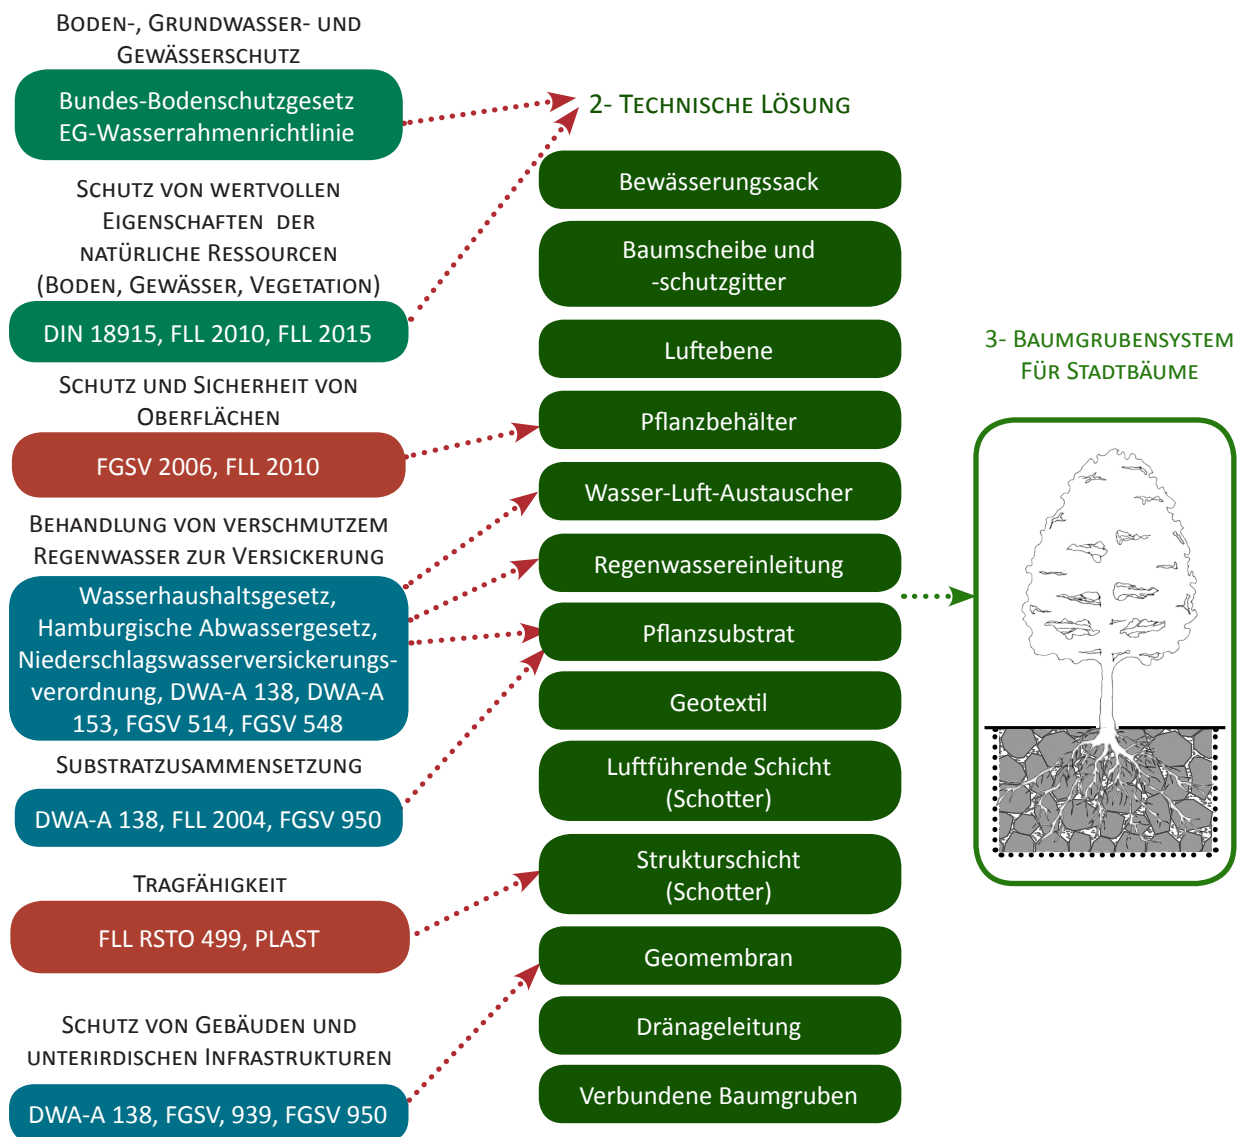 Boden-, Grundwasser- und
Gewässerschutz
Bundes-Bodenschutzgesetz
EG-Wasserrahmenrichtlinie
Schutz von wertvollen
Eigenschaften der
natürliche Ressourcen
(Boden, Gewässer, Vegetation)
DIN 18915, FLL 2010, FLL 2015
Schutz und Sicherheit von
Oberflächen
FGSV 2006, FLL 2010
Behandlung von verschmutzem
Regenwasser zur Versickerung
Wasserhaushaltsgesetz,
Hamburgische Abwassergesetz,
Niederschlagswasserversickerungs-
verordnung, DWA-A 138, DWA-A
153, FGSV 514, FGSV 548
Substratzusammensetzung
DWA-A 138, FLL 2004, FGSV 950
Tragfähigkeit
FLL RSTO 499, PLAST
Schutz von Gebäuden und
unterirdischen Infrastrukturen
DWA-A 138, FGSV, 939, FGSV 950
2- Technische Lösung
Bewässerungssack
Baumscheibe und
-schutzgitter
Luftebene
Pflanzbehälter
Wasser-Luft-Austauscher
Regenwassereinleitung
Pflanzsubstrat
Geotextil
Luftführende Schicht
(Schotter)
Strukturschicht
(Schotter)
Geomembran
Dränageleitung
Verbundene Baumgruben
3- Baumgrubensystem
Für Stadtbäume